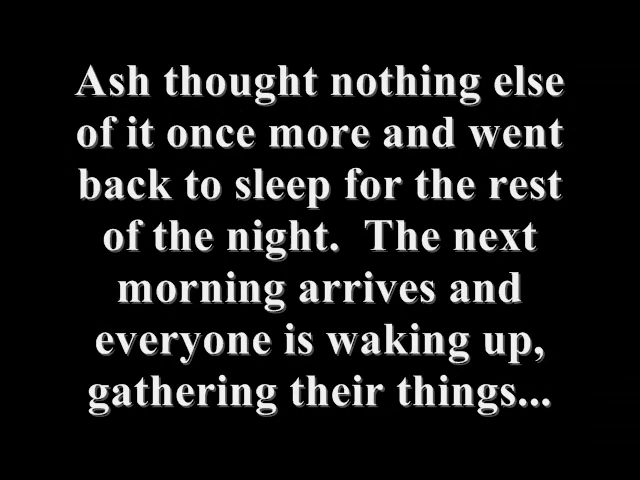 Ash thought nothing else
of it once more and went
back to sleep for the rest
of the night.  The next
morning arrives and
everyone is waking up,
gathering their things...